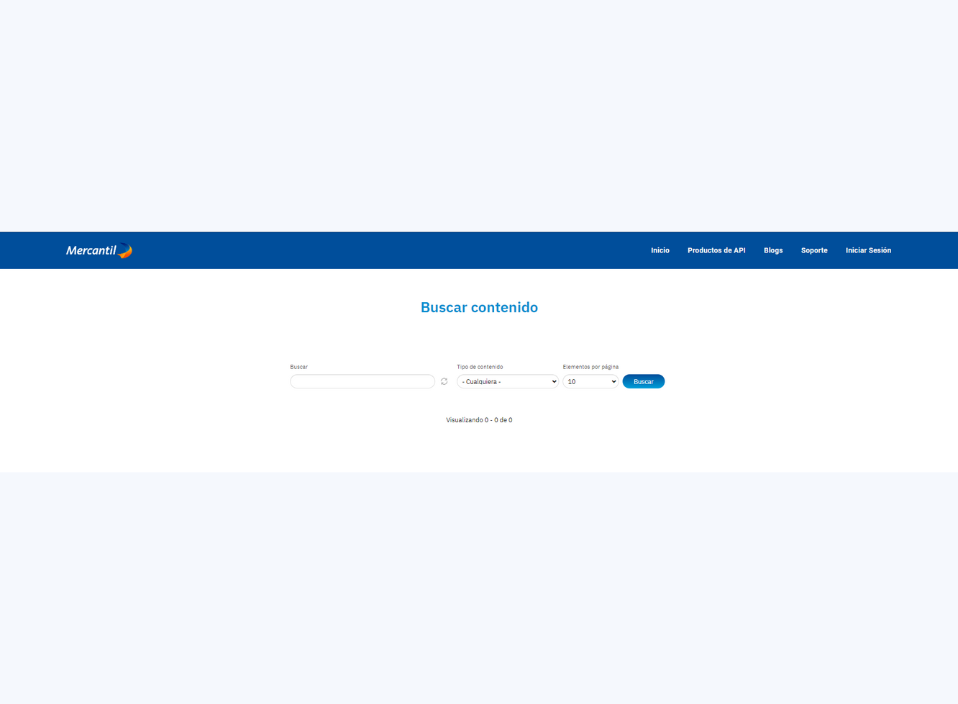 Mercantil
Inicio Productos de API Blogs Soporte Iniciar Sesión
Buscar contenido
Buscar Tipo de contenido Elementos por página
- Cualquiera - 10 Buscar
Visualizando 0 - 0 de 0